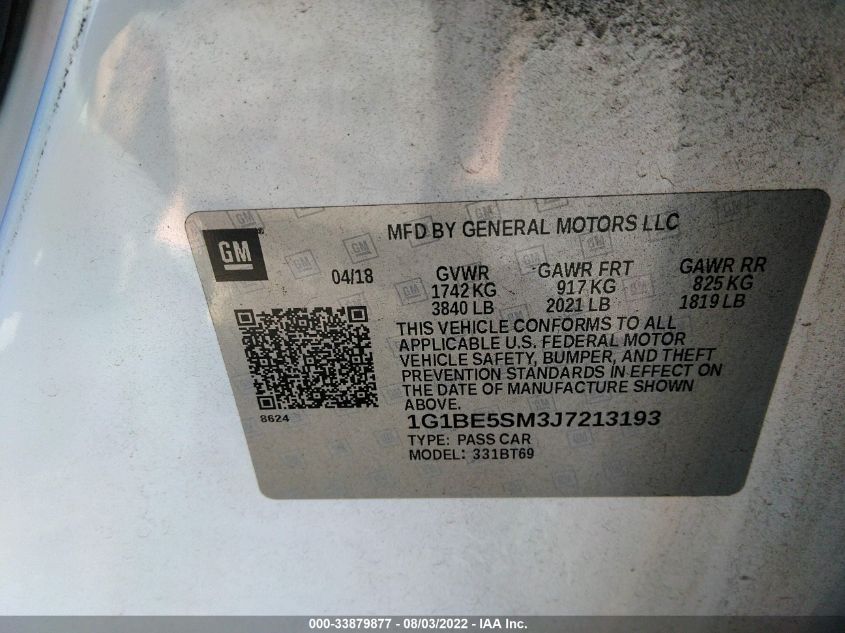 GM
MFD BY GENERAL MOTORS LLC
04/18
GVWR GAWR FRT GAWR RR
1742 KG 917 KG 825 KG
3840 LB 2021 LB 1819 LB
THIS VEHICLE CONFORMS TO ALL
APPLICABLE U.S. FEDERAL MOTOR
VEHICLE SAFETY, BUMPER, AND THEFT
PREVENTION STANDARDS IN EFFECT ON
THE DATE OF MANUFACTURE SHOWN
ABOVE.
8624
1G1BE5SM3J7213193
TYPE: PASS CAR
MODEL: 331BT69
000-33879877 - 08/03/2022 - IAA Inc.